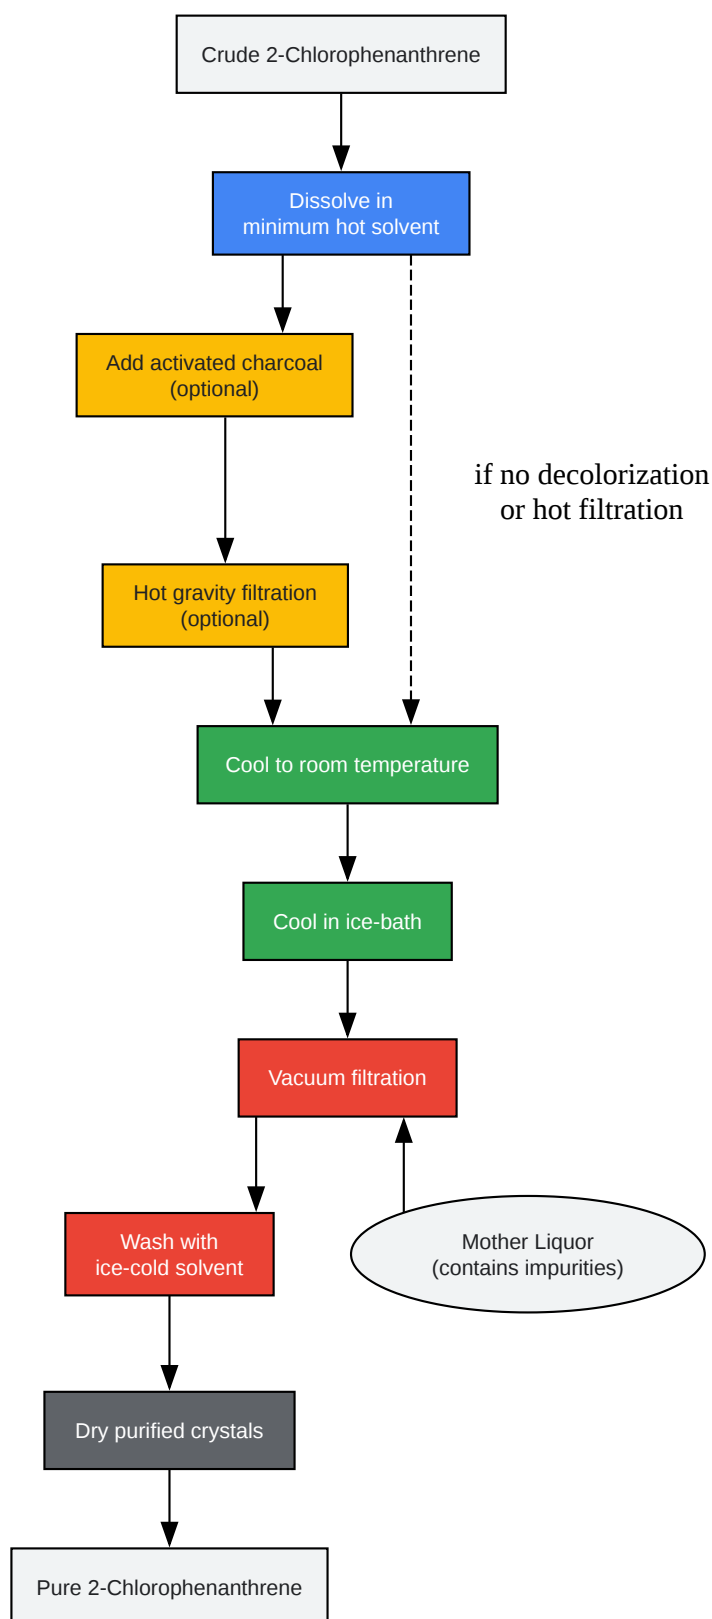 Crude 2-Chlorophenanthrene
Dissolve in
minimum hot solvent
Add activated charcoal
(optional)
if no decolorization
or hot filtration
Hot gravity filtration
(optional)
Cool to room temperature
Cool in ice-bath
Vacuum filtration
Wash with
ice-cold solvent
Mother Liquor
(contains impurities)
Dry purified crystals
Pure 2-Chlorophenanthrene